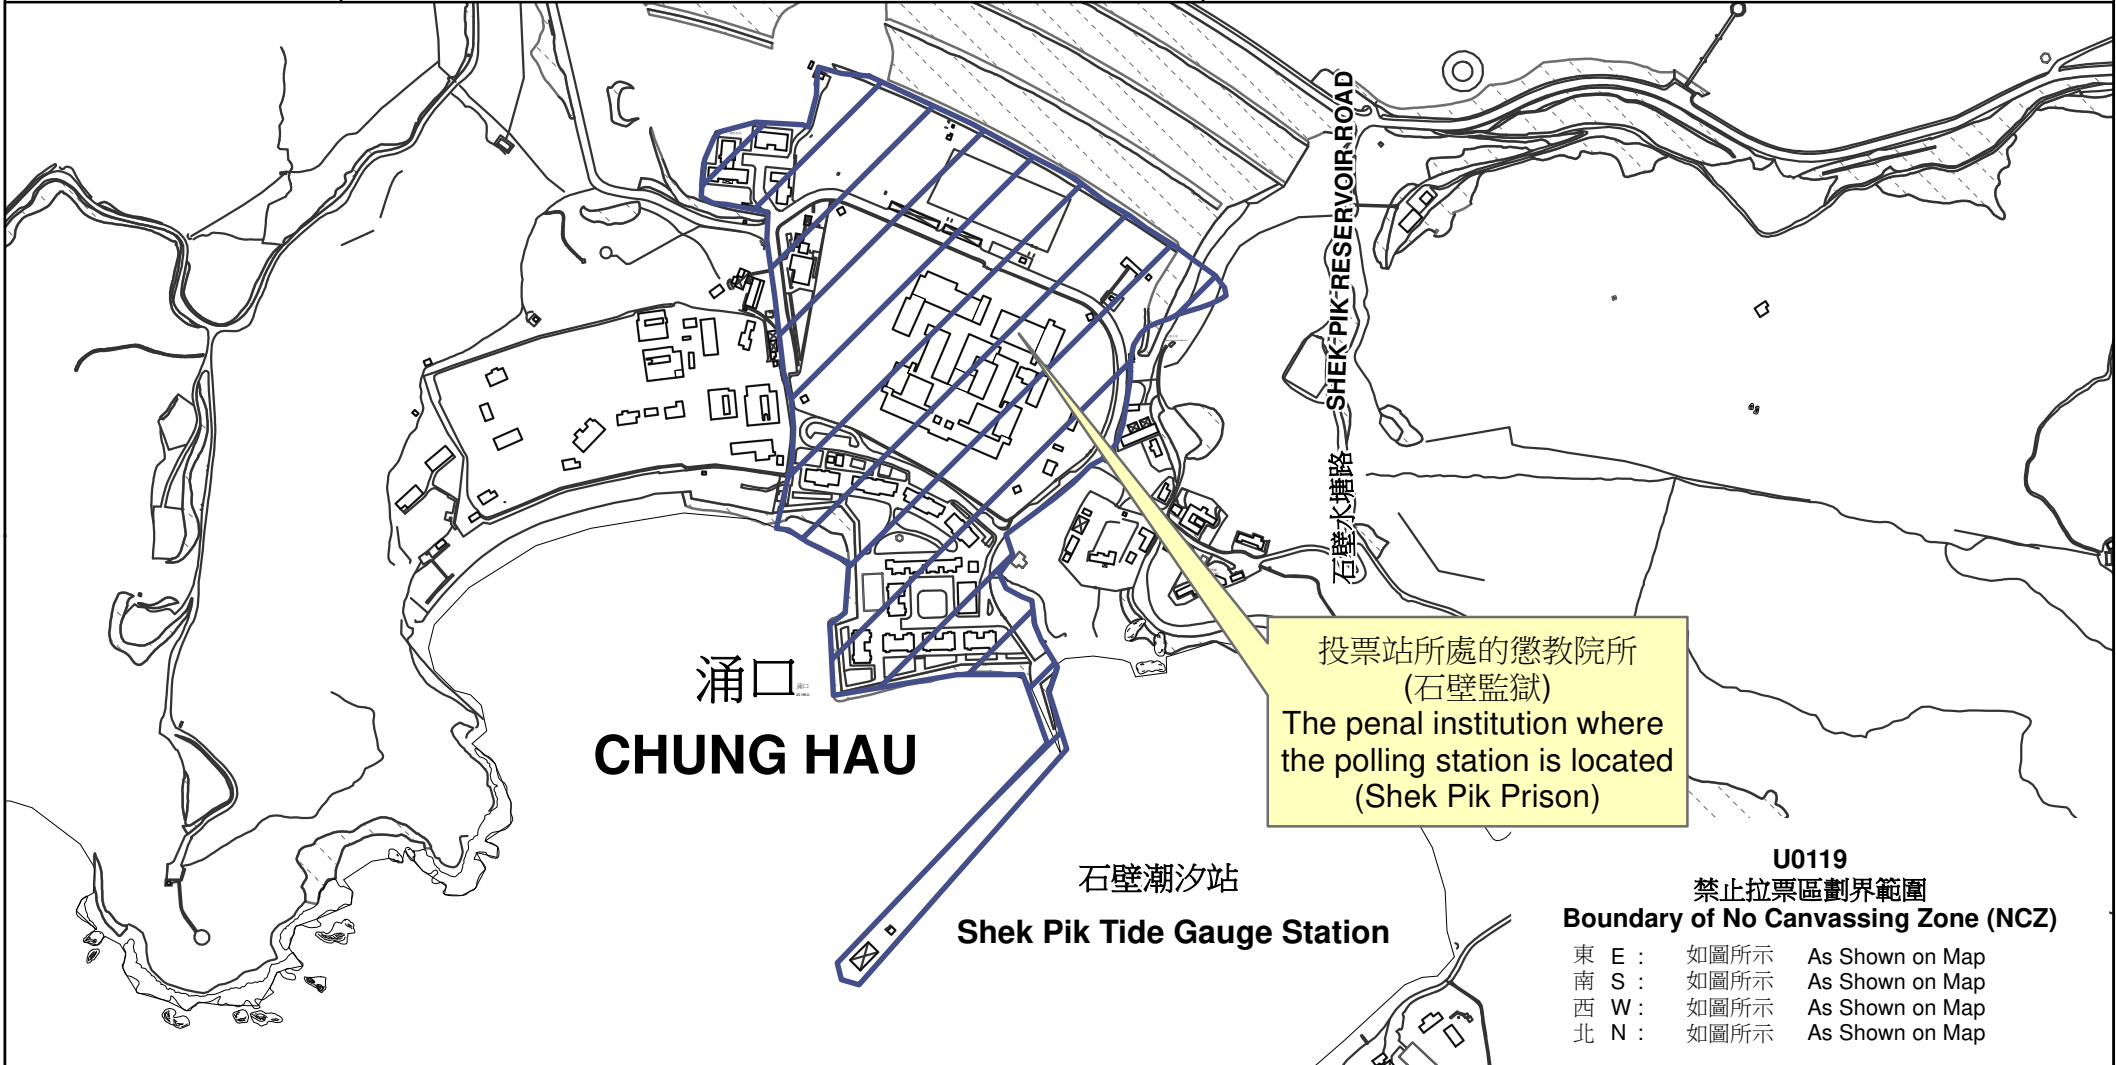 SHEK PIK RESERVOIR ROAD
石壁水塘路
投票站所處的懲教院所
(石壁監獄)
The penal institution where
the polling station is located
(Shek Pik Prison)
涌口
涌口
CHUNG HAU
石壁潮汐站
Shek Pik Tide Gauge Station
U0119
禁止拉票區劃界範圍
Boundary of No Canvassing Zone (NCZ)
東 E : 如圖所示 As Shown on Map
南 S : 如圖所示 As Shown on Map
西 W : 如圖所示 As Shown on Map
北 N : 如圖所示 As Shown on Map